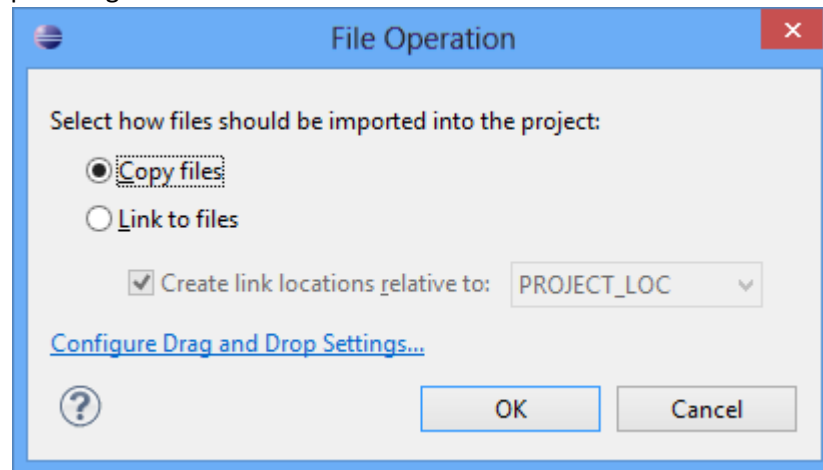 File Operation
Select how files should be imported into the project:
Copy files
Link to files
Create link locations relative to: PROJECT_LOC
Configure Drag and Drop Settings...
OK Cancel